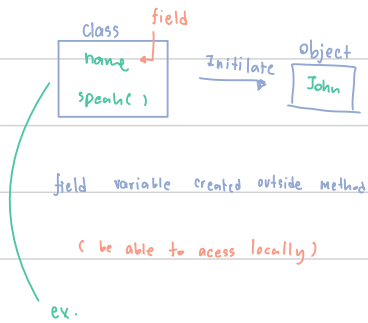 field
class
name
speak( )
Initilate
object
John
field variable created outside method
( be able to acess locally )
ex.